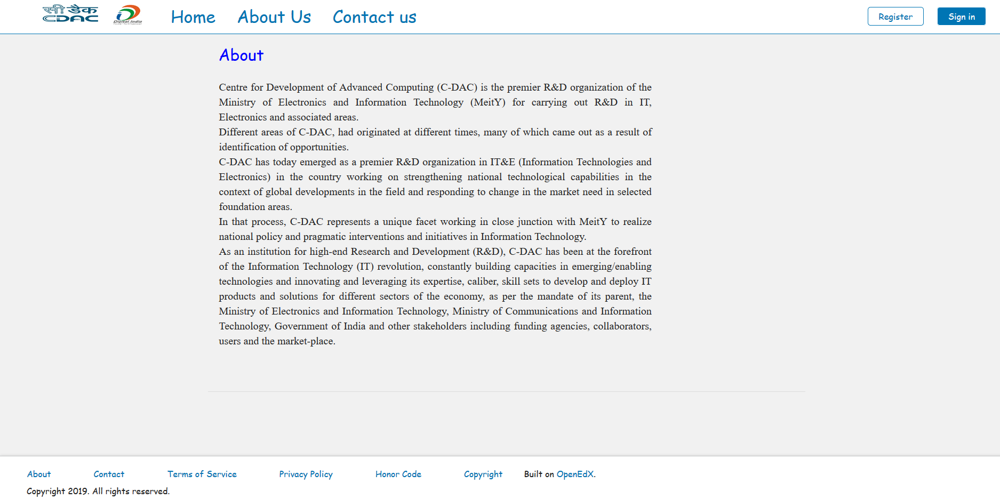 सी डैक
CDAC
Digital India
Power To Empower
Home About Us Contact us
Register Sign in
About
Centre for Development of Advanced Computing (C-DAC) is the premier R&D organization of the
Ministry of Electronics and Information Technology (MeitY) for carrying out R&D in IT,
Electronics and associated areas.
Different areas of C-DAC, had originated at different times, many of which came out as a result of
identification of opportunities.
C-DAC has today emerged as a premier R&D organization in IT&E (Information Technologies and
Electronics) in the country working on strengthening national technological capabilities in the
context of global developments in the field and responding to change in the market need in selected
foundation areas.
In that process, C-DAC represents a unique facet working in close junction with MeitY to realize
national policy and pragmatic interventions and initiatives in Information Technology.
As an institution for high-end Research and Development (R&D), C-DAC has been at the forefront
of the Information Technology (IT) revolution, constantly building capacities in emerging/enabling
technologies and innovating and leveraging its expertise, caliber, skill sets to develop and deploy IT
products and solutions for different sectors of the economy, as per the mandate of its parent, the
Ministry of Electronics and Information Technology, Ministry of Communications and Information
Technology, Government of India and other stakeholders including funding agencies, collaborators,
users and the market-place.
About Contact Terms of Service Privacy Policy Honor Code Copyright Built on OpenEdX.
Copyright 2019. All rights reserved.